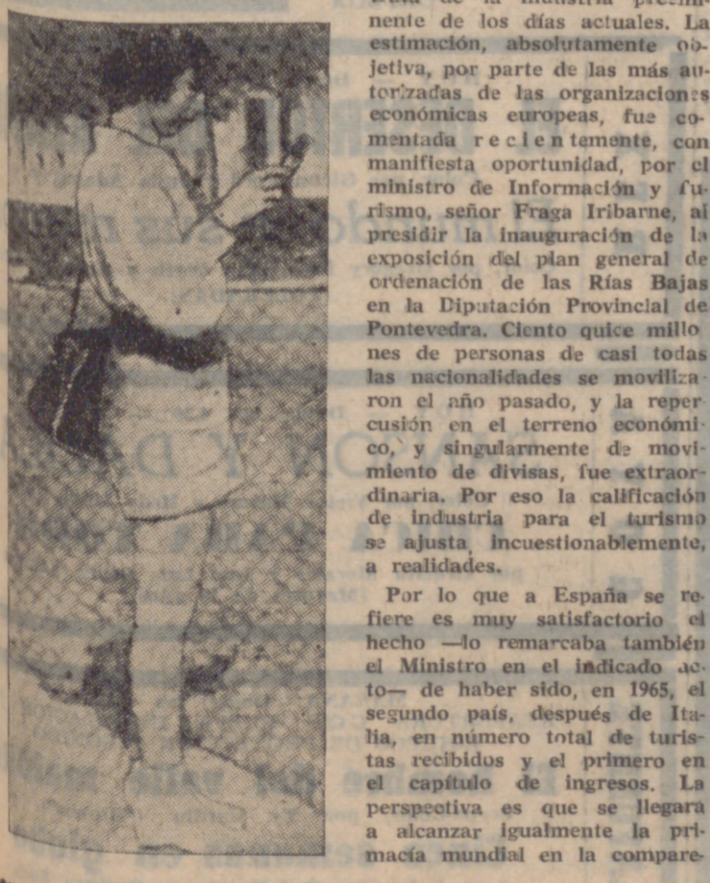 de la industria
nente de los días actuales. La
estimación, absolutamente ob-
jetiva, por parte de las más au-
torizadas de las organizaciones
económicas europeas, fue co-
mentada recientemente, con
manifiesta oportunidad, por el
ministro de Información y Tu-
rismo, señor Fraga Iribarne, al
presidir la inauguración de la
exposición del plan general de
ordenación de las Rías Bajas
en la Diputación Provincial de
Pontevedra. Ciento quice millo
nes de personas de casi todas
las nacionalidades se moviliza-
ron el año pasado, y la reper
cusión en el terreno económi-
co, y singularmente de movi-
miento de divisas, fue extraor-
dinaria. Por eso la calificación
de industria para el turismo
se ajusta incuestionablemente,
a realidades.
Por lo que a España se re-
fiere es muy satisfactorio el
hecho —lo remarcaba también
el Ministro en el indicado ac-
to— de haber sido, en 1965, el
segundo país, después de Ita-
lia, en número total de turis-
tas recibidos y el primero en
el capítulo de ingresos. La
perspectiva es que se llegara
a alcanzar igualmente la pri-
macía mundial en la compare-